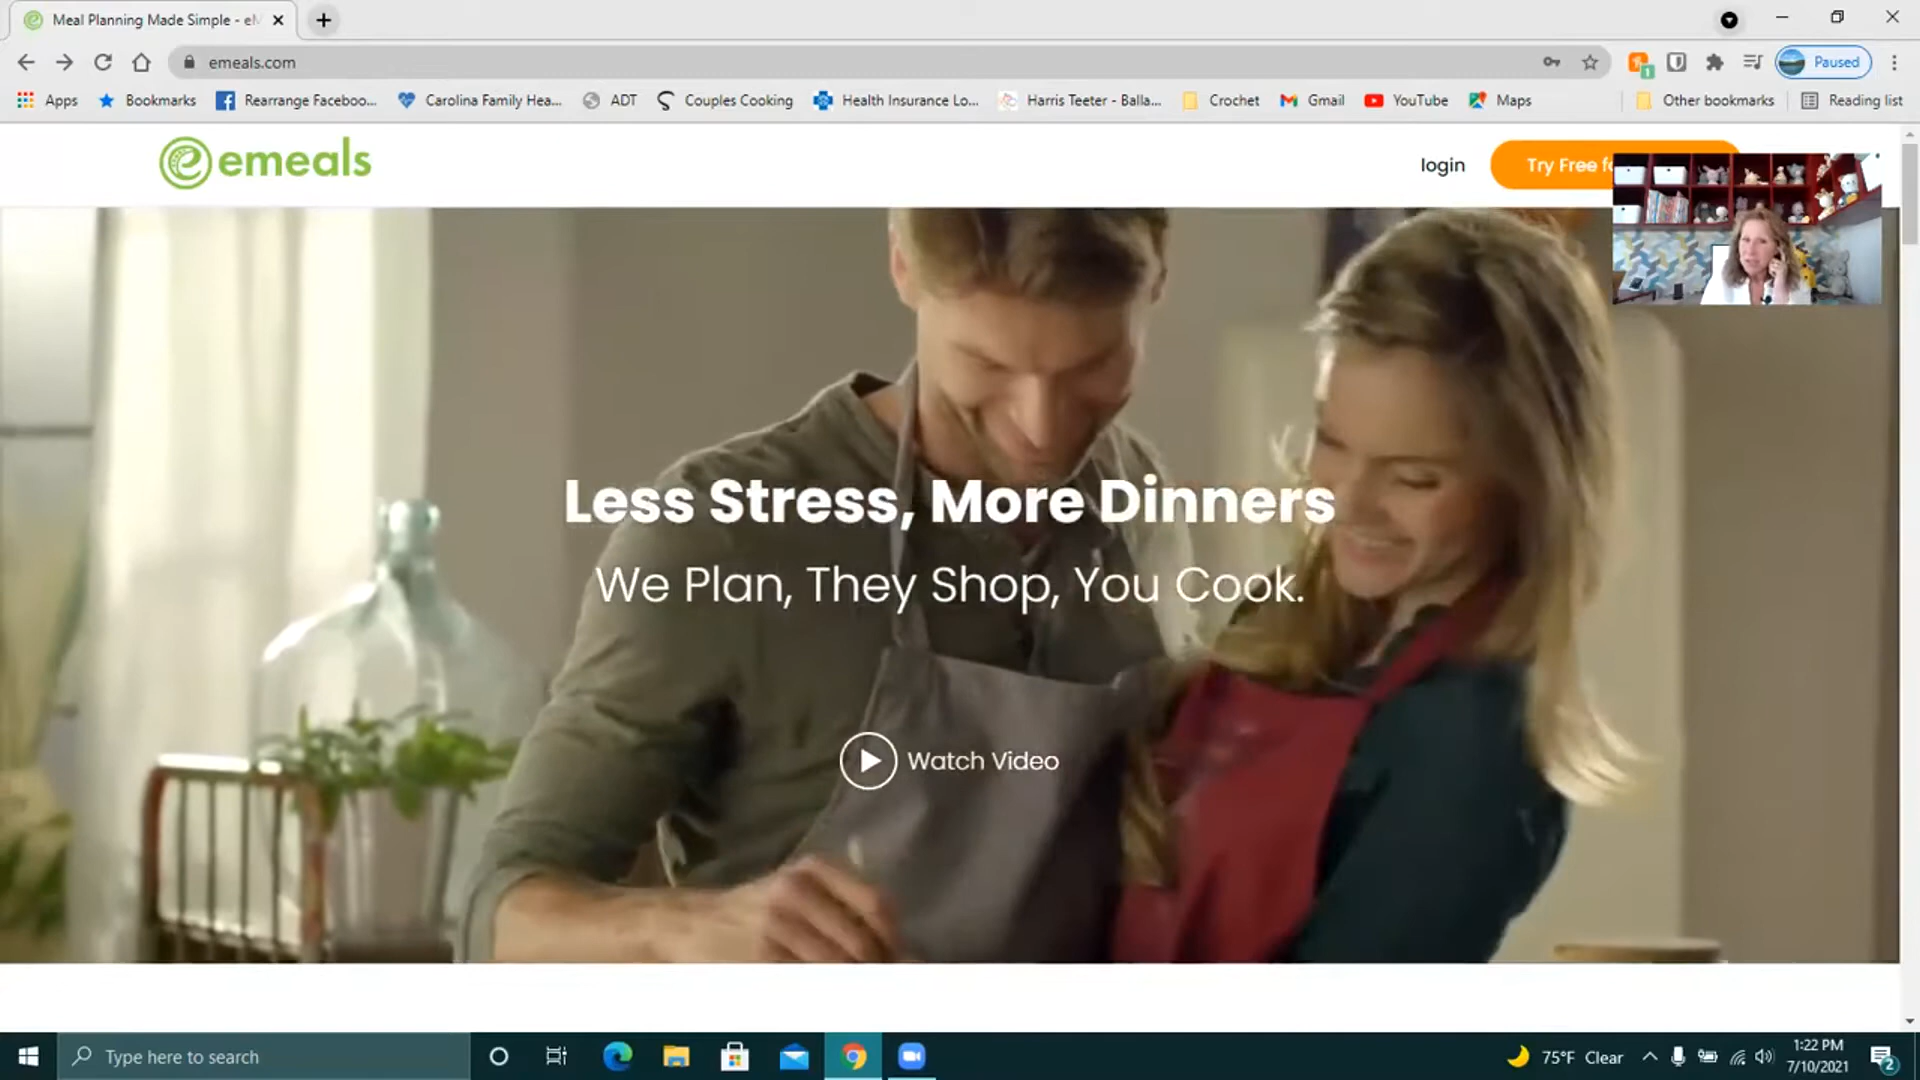 Meal Planning Made Simple - eM
emeals.com
Paused
1
Apps
Bookmarks
Rearrange Faceboo...
Carolina Family Hea...
ADT
Couples Cooking
Health Insurance Lo...
Harris Teeter - Balla...
Crochet
Gmail
YouTube
Maps
Other bookmarks
Reading list
emeals
login
Try Free fo
Less Stress, More Dinners
We Plan, They Shop, You Cook.
Watch Video
Type here to search
75°F Clear
1:22 PM
7/10/2021
2